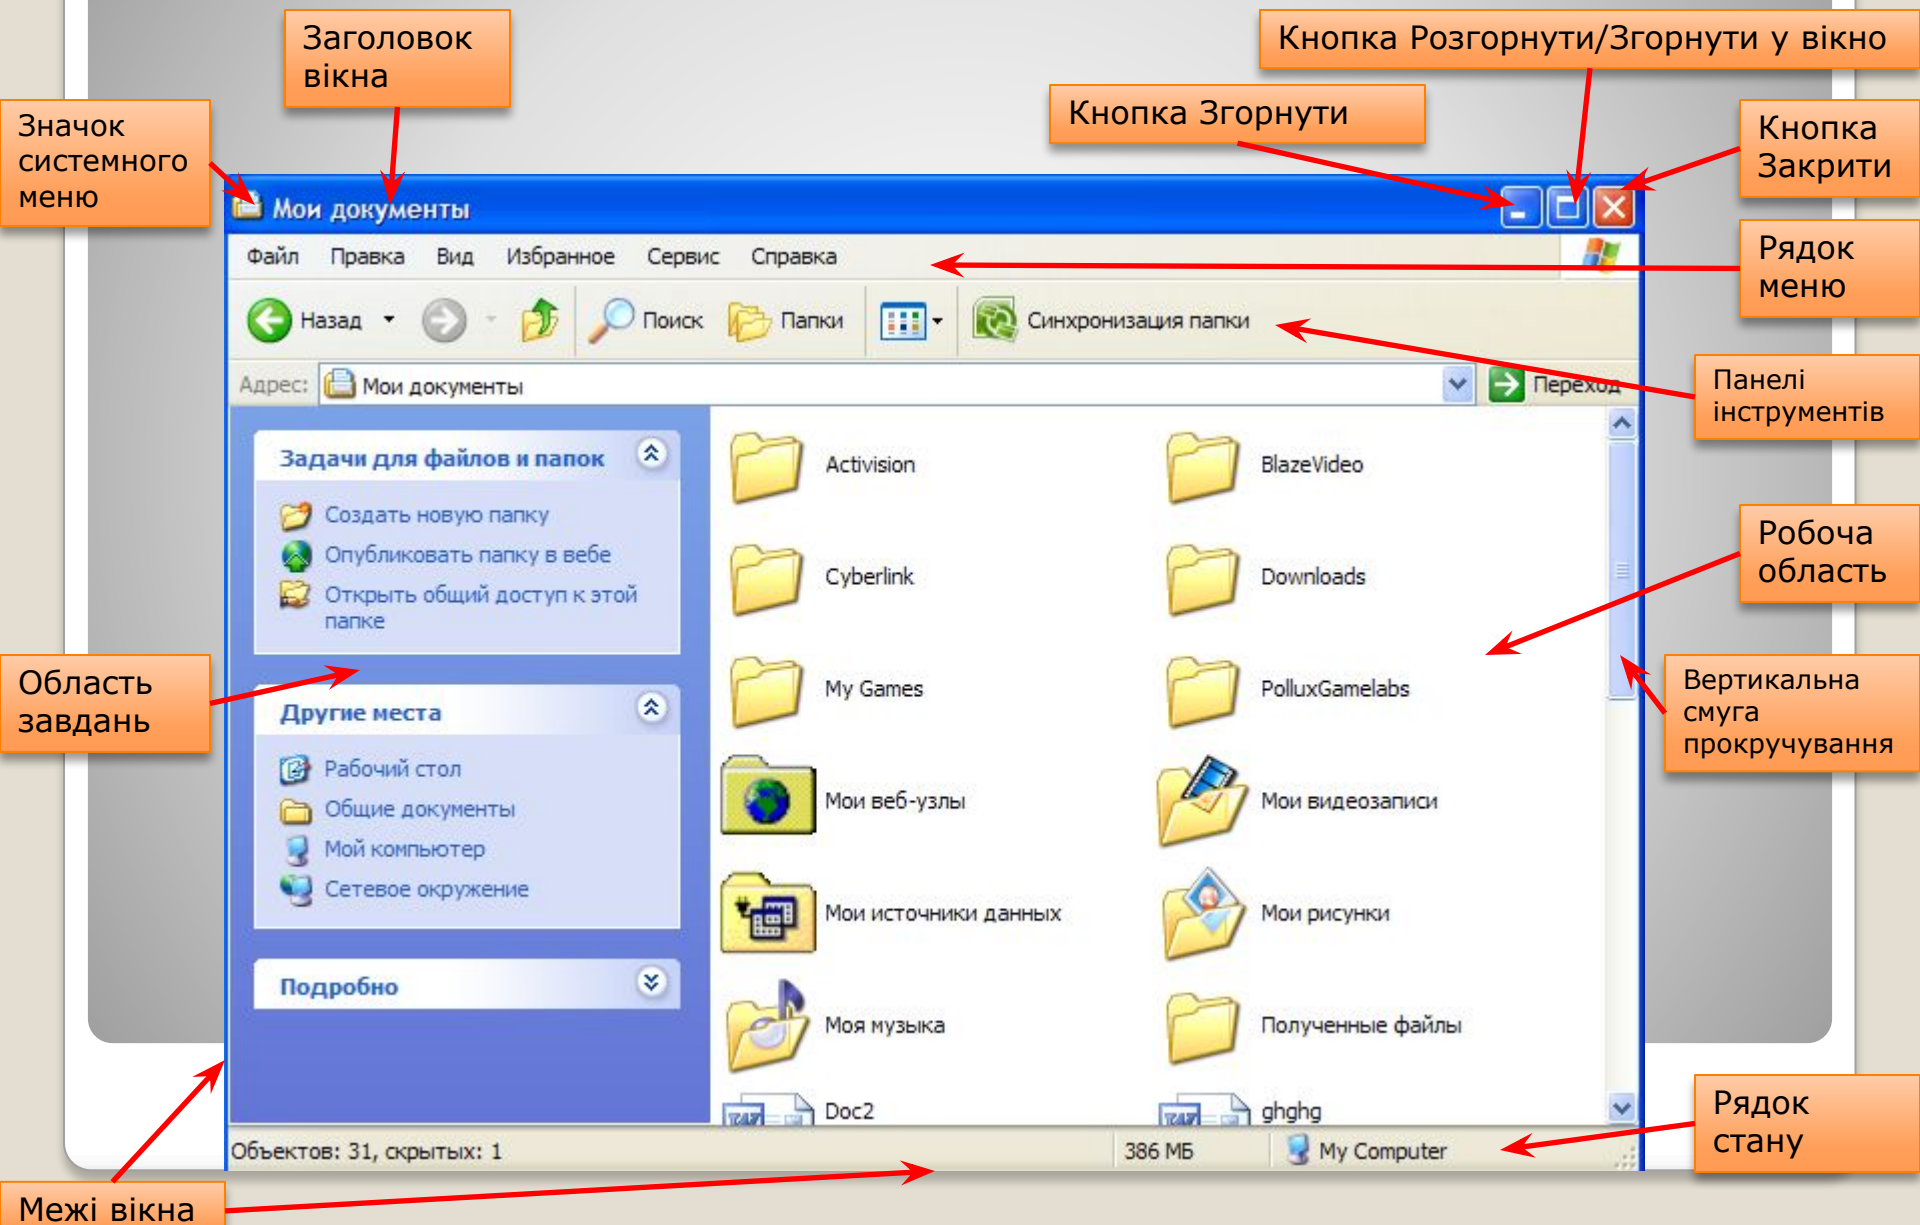 Заголовок
вікна
Кнопка Розгорнути/Згорнути у вікно
Кнопка Згорнути
Значок
системного
меню
Кнопка
Закрити
Мои документы
Файл Правка Вид Избранное Сервис Справка
Рядок
меню
Назад Поиск Папки Синхронизация папки
Адрес: Мои документы Переход
Панелі
інструментів
Задачи для файлов и папок
Создать новую папку
Опубликовать папку в вебе
Открыть общий доступ к этой
папке
Другие места
Рабочий стол
Общие документы
Мой компьютер
Сетевое окружение
Подробно
Activision BlazeVideo
Cyberlink Downloads
My Games PolluxGamelabs
Мои веб-узлы Мои видеозаписи
Мои источники данных Мои рисунки
Моя музыка Полученные файлы
Doc2 ghghg
Робоча
область
Область
завдань
Вертикальна
смуга
прокручування
Рядок
стану
Объектов: 31, скрытых: 1 386 МБ My Computer
Межі вікна